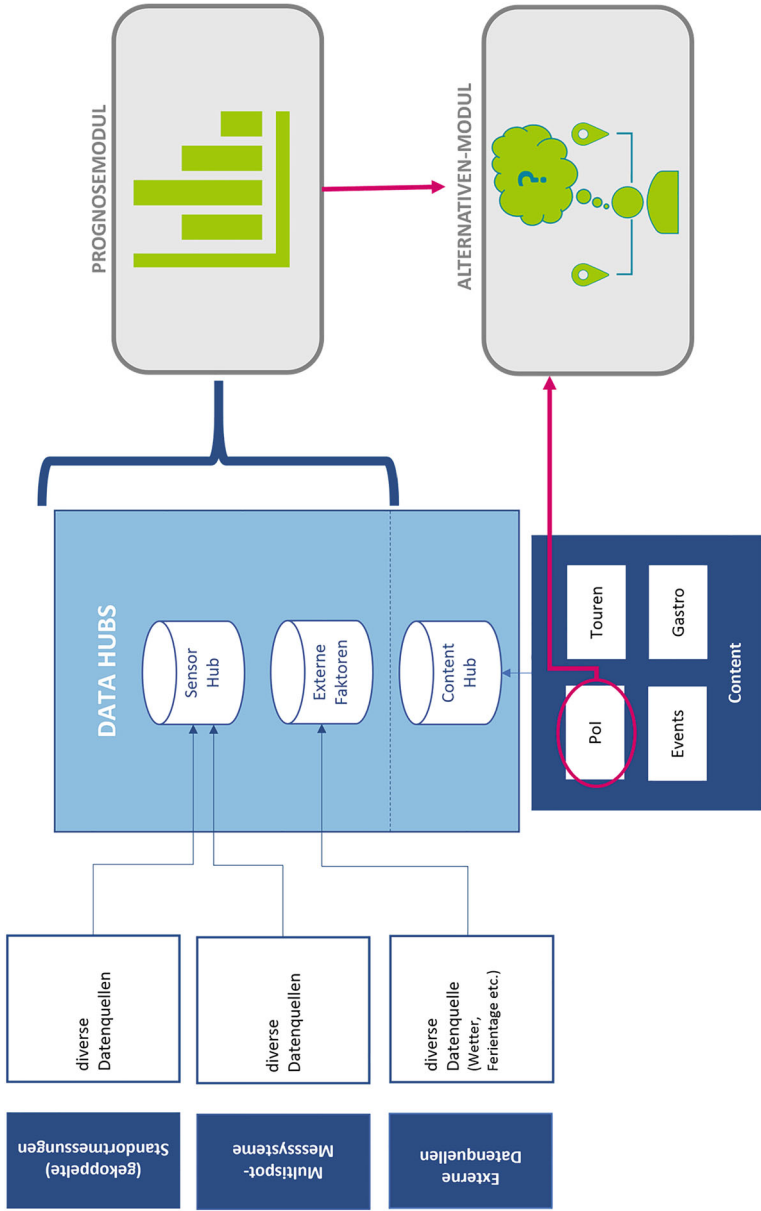 (gekoppelte)
Standortmessungen
diverse
Datenquellen
Multispot-
Messsysteme
diverse
Datenquellen
Externe
Datenquellen
diverse
Datenquelle
(Wetter,
Ferientage etc.)
DATA HUBS
Sensor
Hub
Externe
Faktoren
Content
Hub
PoI
Touren
Events
Gastro
Content
PROGNOSEMODUL
ALTERNATIVEN-MODUL
?